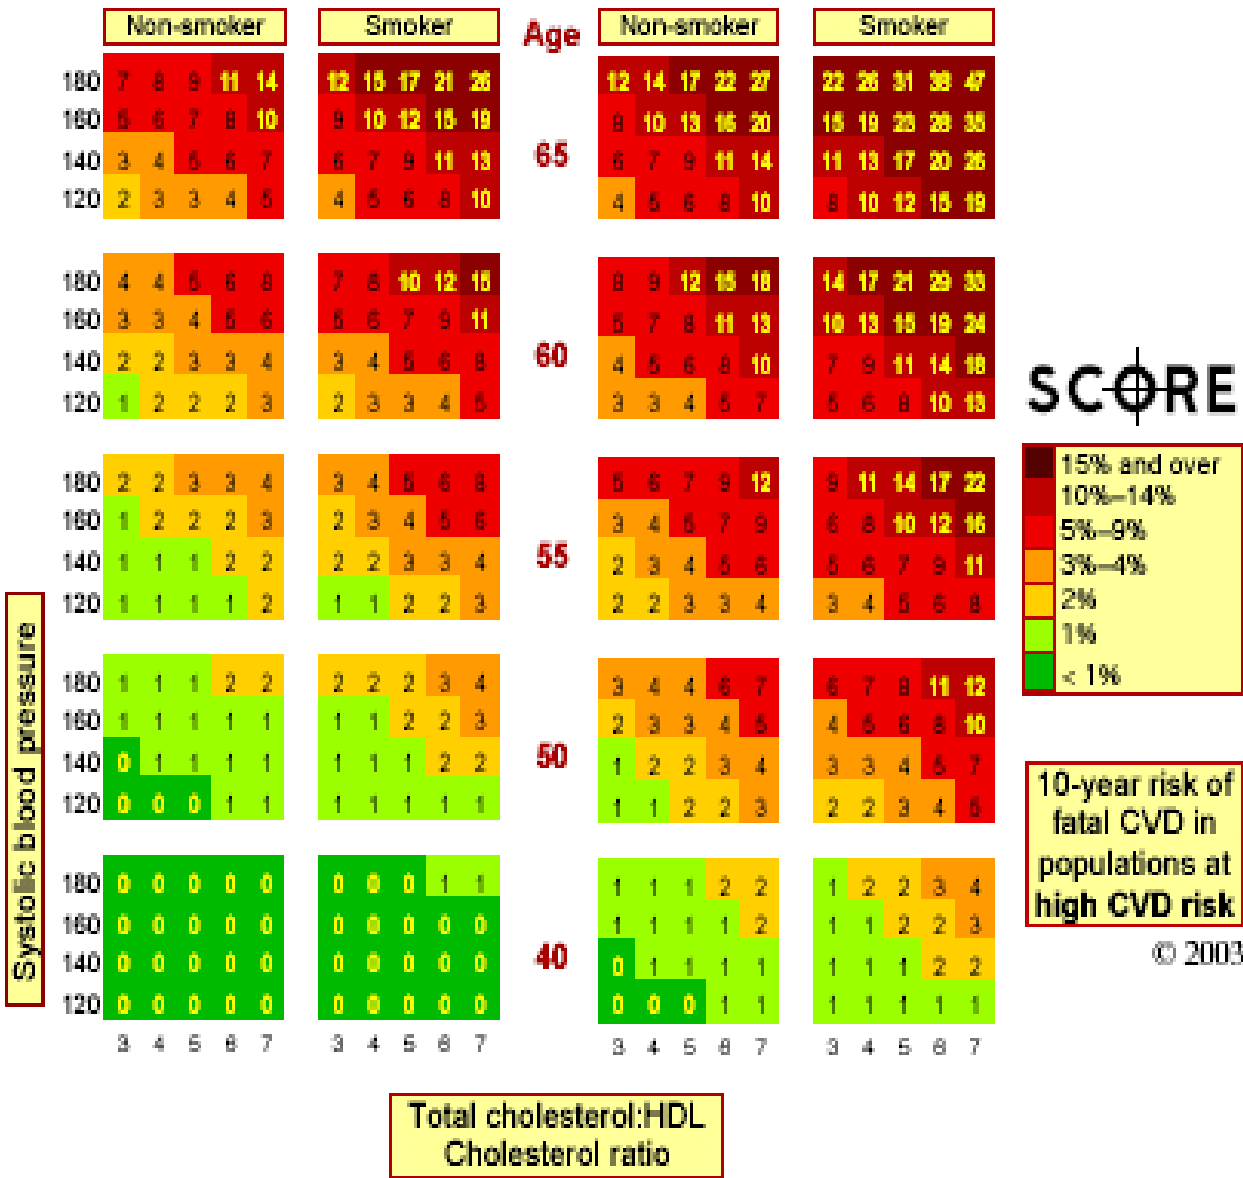 Non-smoker Smoker Age Non-smoker Smoker
180 7 8 9 11 14 12 15 17 21 26 12 14 17 22 27 22 26 31 39 47
160 5 6 7 8 10 9 10 12 15 19 8 10 13 16 20 15 19 23 28 35
65
140 3 4 5 6 7 6 7 9 11 13 6 7 9 11 14 11 13 17 20 26
120 2 3 3 4 5 4 5 6 8 10 4 5 6 8 10 8 10 12 15 19
180 4 4 5 6 8 7 8 10 12 15 8 9 12 15 18 14 17 21 29 33
160 3 3 4 5 6 5 6 7 9 11 5 7 8 11 13 10 13 15 19 24
60
140 2 2 3 3 4 3 4 5 6 8 4 5 6 8 10 7 9 11 14 18
120 1 2 2 2 3 2 3 3 4 5 3 3 4 5 7 5 6 8 10 13
SCORE
180 2 2 3 3 4 3 4 5 6 8 5 6 7 9 12 9 11 14 17 22
160 1 2 2 2 3 2 3 4 5 6 3 4 5 7 9 6 8 10 12 16
55
140 1 1 1 2 2 2 2 3 3 4 2 3 4 5 6 5 6 7 9 11
120 1 1 1 1 2 1 1 2 2 3 2 2 3 3 4 3 4 5 6 8
15% and over
10%–14%
5%–9%
3%–4%
2%
1%
< 1%
180 1 1 1 2 2 2 2 2 3 4 3 4 4 6 7 6 7 8 11 12
160 1 1 1 1 1 1 1 2 2 3 2 3 3 4 5 4 5 6 8 10
50
140 0 1 1 1 1 1 1 1 2 2 1 2 2 3 4 3 3 4 5 7
120 0 0 0 1 1 1 1 1 1 1 1 1 2 2 3 2 2 3 4 5
10-year risk of
fatal CVD in
populations at
high CVD risk
© 2003
180 0 0 0 0 0 0 0 0 1 1 1 1 1 2 2 1 2 2 3 4
160 0 0 0 0 0 0 0 0 0 0 1 1 1 1 2 1 1 2 2 3
40
140 0 0 0 0 0 0 0 0 0 0 0 1 1 1 1 1 1 1 2 2
120 0 0 0 0 0 0 0 0 0 0 0 0 0 1 1 1 1 1 1 1
3 4 5 6 7 3 4 5 6 7 3 4 5 6 7 3 4 5 6 7
Systolic blood pressure
Total cholesterol:HDL
Cholesterol ratio